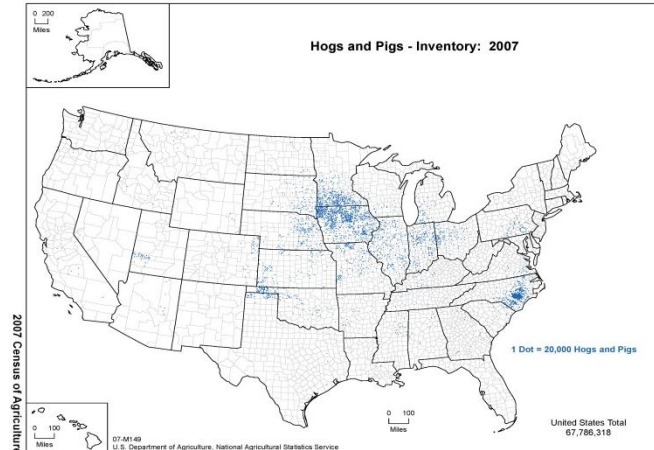 0 200
Miles
Hogs and Pigs - Inventory: 2007
1 Dot = 20,000 Hogs and Pigs
2007 Census of Agriculture
0 100
Miles
0 100
Miles
United States Total
67,786,318
07-M149
U.S. Department of Agriculture, National Agricultural Statistics Service